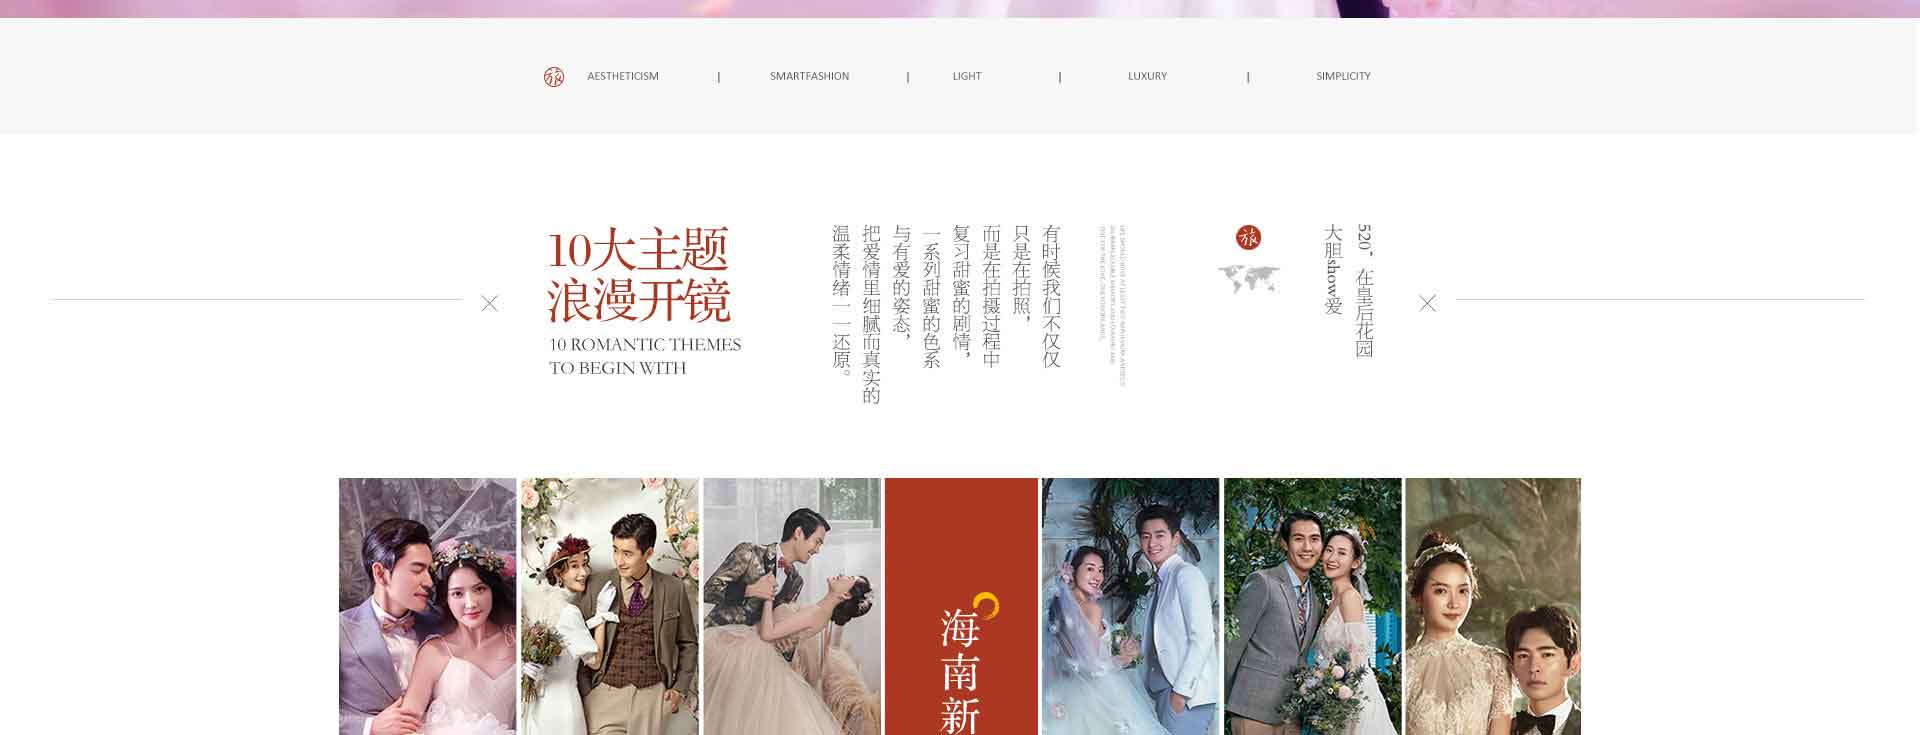 旅
AESTHETICISM | SMARTFASHION | LIGHT | LUXURY | SIMPLICITY
10大主题
浪漫开镜
10 ROMANTIC THEMES
TO BEGIN WITH
有时候我们不仅仅
只是在拍照，
而是在拍摄过程中
复习甜蜜的剧情，
一系列甜蜜的色系
与有爱的姿态，
把爱情里细腻而真实的
温柔情绪一一还原。
旅
520，在皇后花园
大胆show爱
海南新